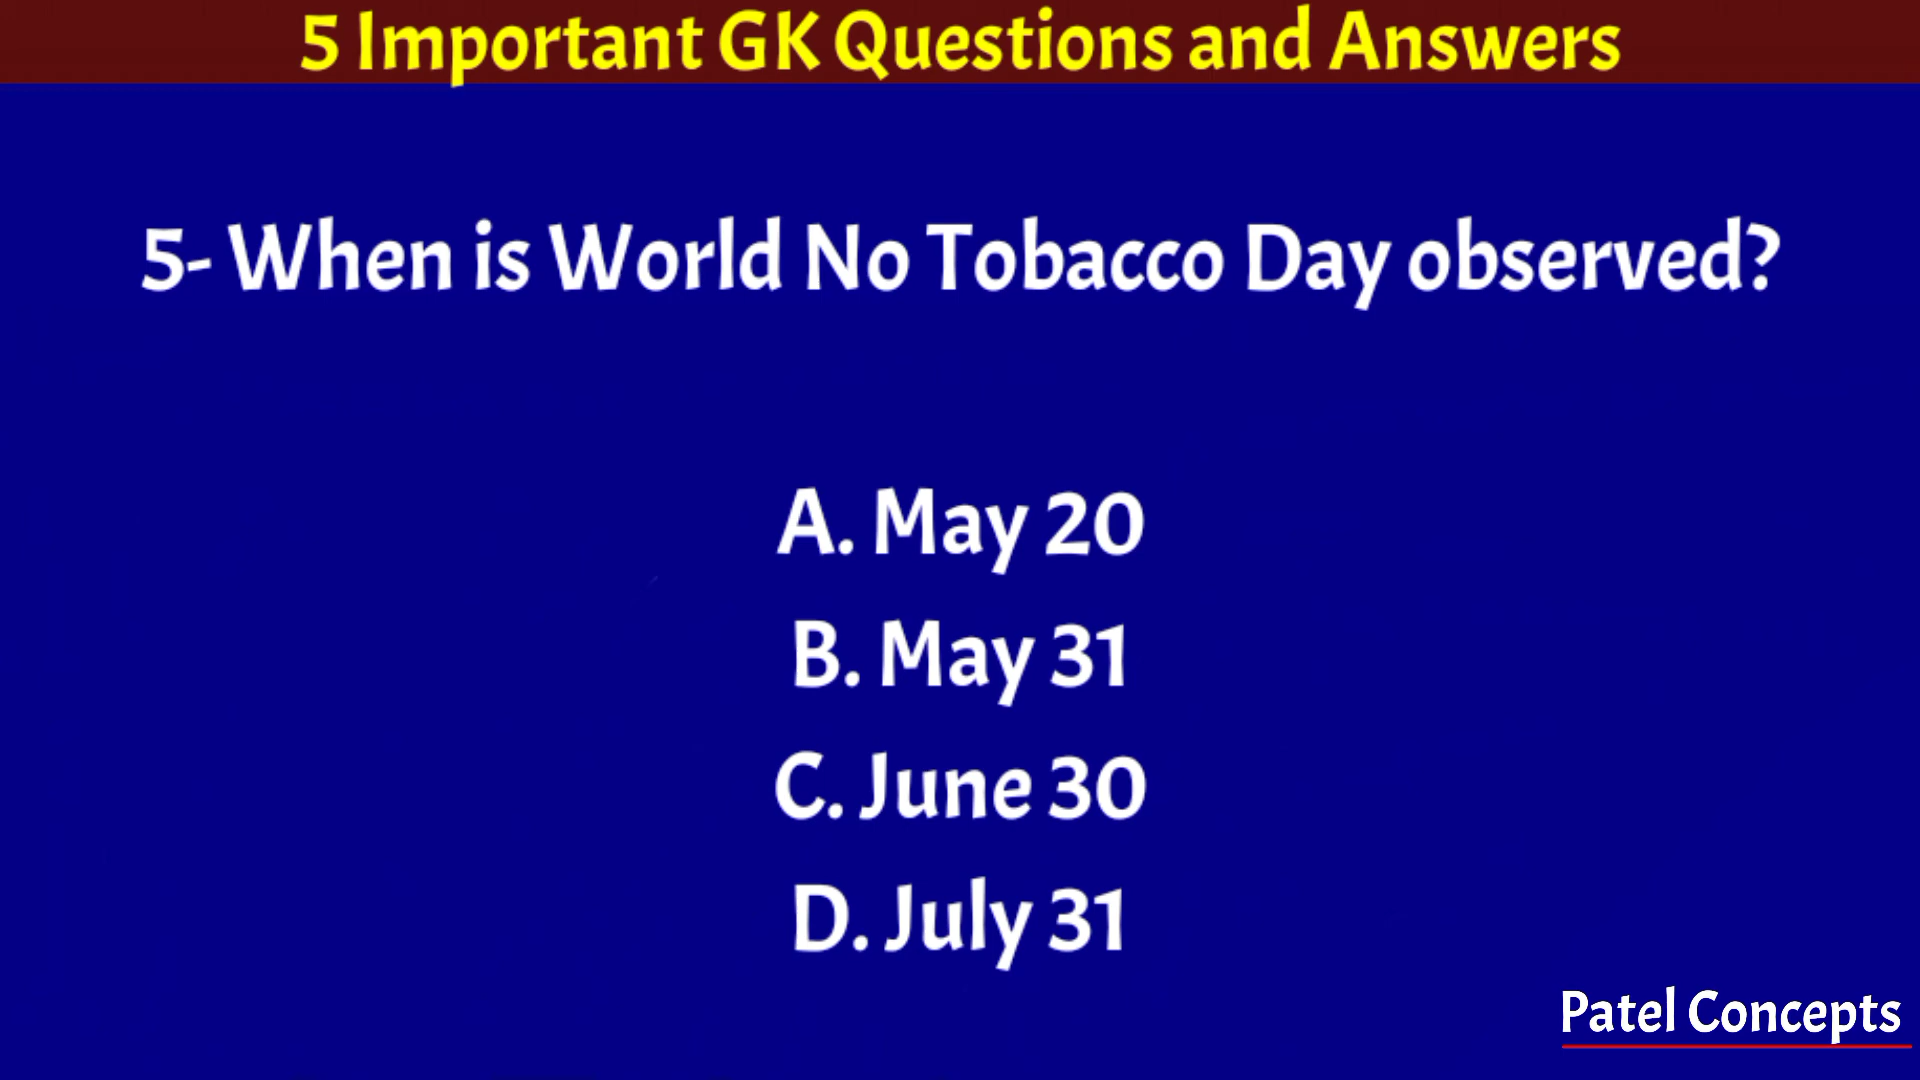 5 Important GK Questions and Answers
5- When is World No Tobacco Day observed?
A. May 20
B. May 31
C. June 30
D. July 31
Patel Concepts